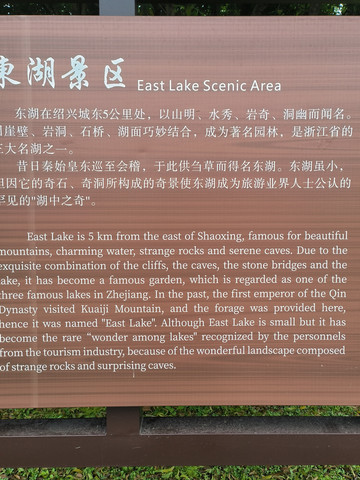 東湖景区 East Lake Scenic Area
东湖在绍兴城东5公里处，以山明、水秀、岩奇、洞幽而闻名。
崖壁、岩洞、石桥、湖面巧妙结合，成为著名园林，是浙江省的
三大名湖之一。
昔日秦始皇东巡至会稽，于此供刍草而得名东湖。东湖虽小，
但因它的奇石、奇洞所构成的奇景使东湖成为旅游业界人士公认的
罕见的"湖中之奇"。
East Lake is 5 km from the east of Shaoxing, famous for beautiful
mountains, charming water, strange rocks and serene caves. Due to the
exquisite combination of the cliffs, the caves, the stone bridges and the
lake, it has become a famous garden, which is regarded as one of the
three famous lakes in Zhejiang. In the past, the first emperor of the Qin
Dynasty visited Kuaiji Mountain, and the forage was provided here,
hence it was named "East Lake". Although East Lake is small but it has
become the rare "wonder among lakes" recognized by the personnels
from the tourism industry, because of the wonderful landscape composed
of strange rocks and surprising caves.